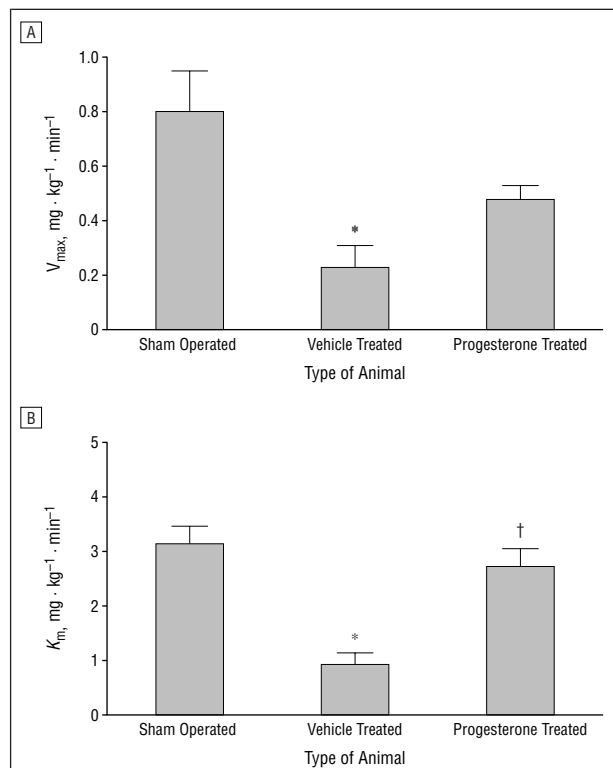 A
1.0
0.8
0.6
0.4
0.2
0
V_max, mg · kg⁻¹ · min⁻¹
*
Sham Operated Vehicle Treated Progesterone Treated
Type of Animal
B
5
4
3
2
1
0
K_m, mg · kg⁻¹ · min⁻¹
*
†
Sham Operated Vehicle Treated Progesterone Treated
Type of Animal